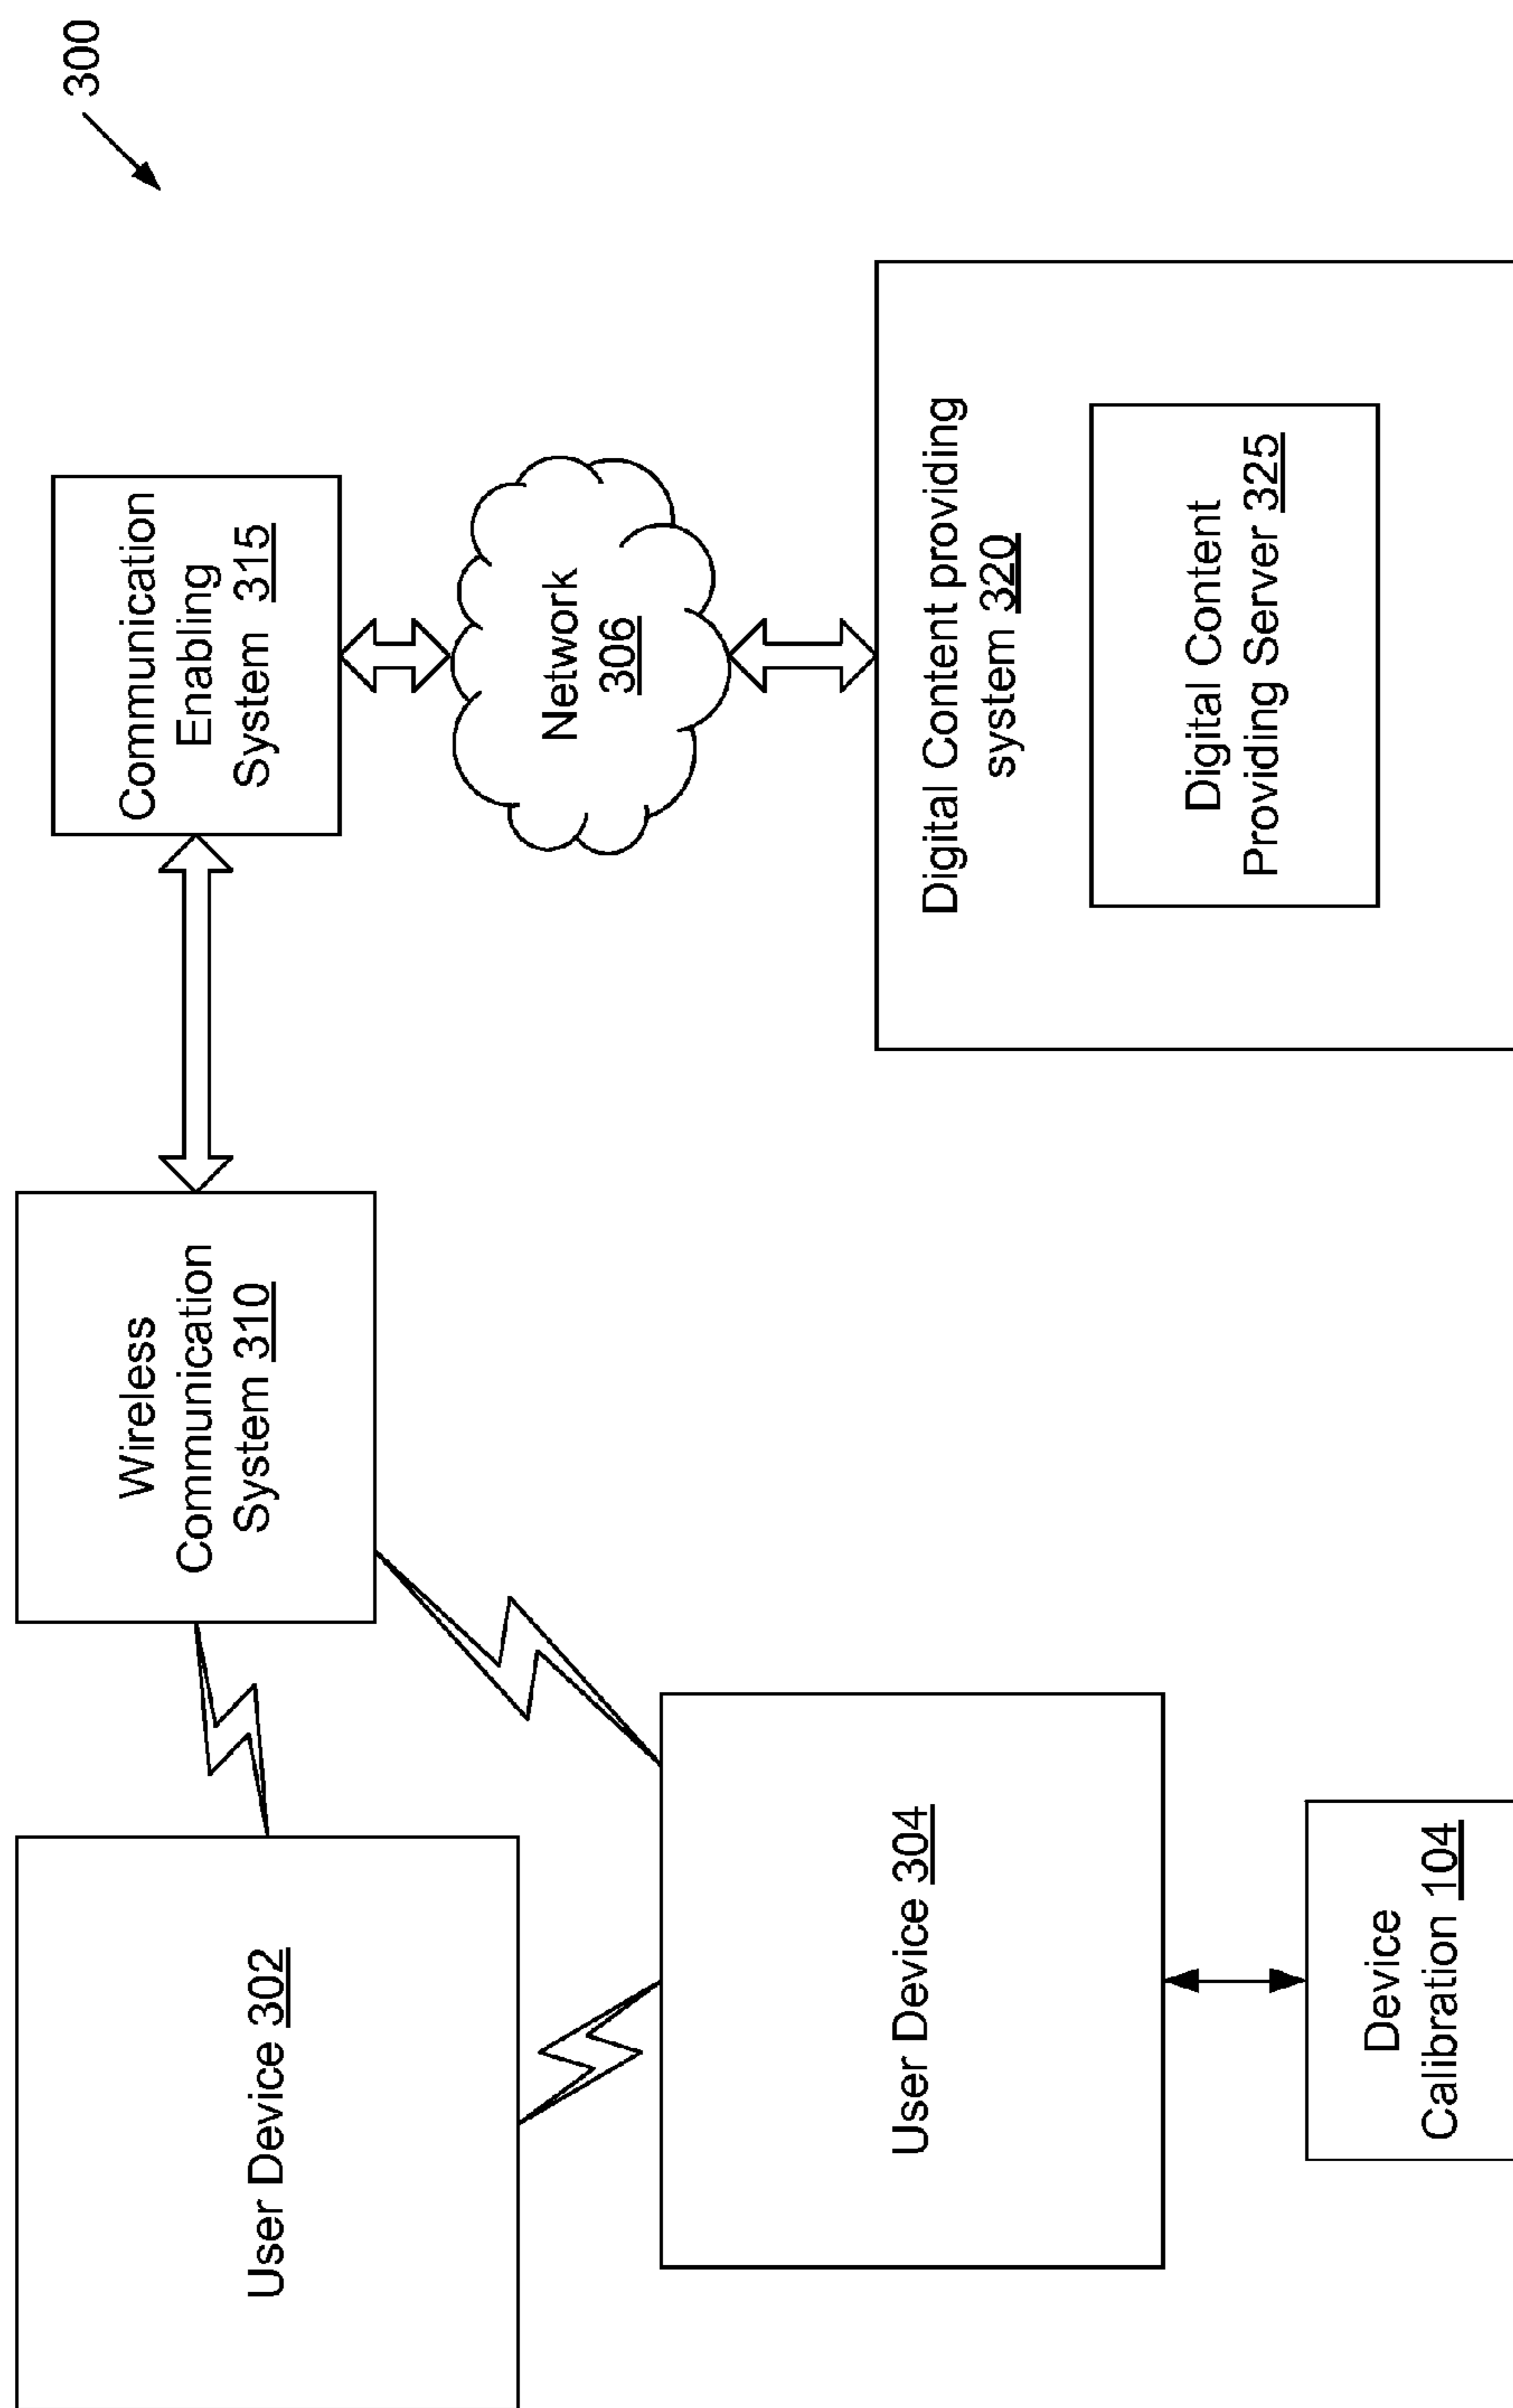 300
Communication
Enabling
System 315
Wireless
Communication
System 310
User Device 302
Network
306
User Device 304
Digital Content providing
system 320
Digital Content
Providing Server 325
Device
Calibration 104